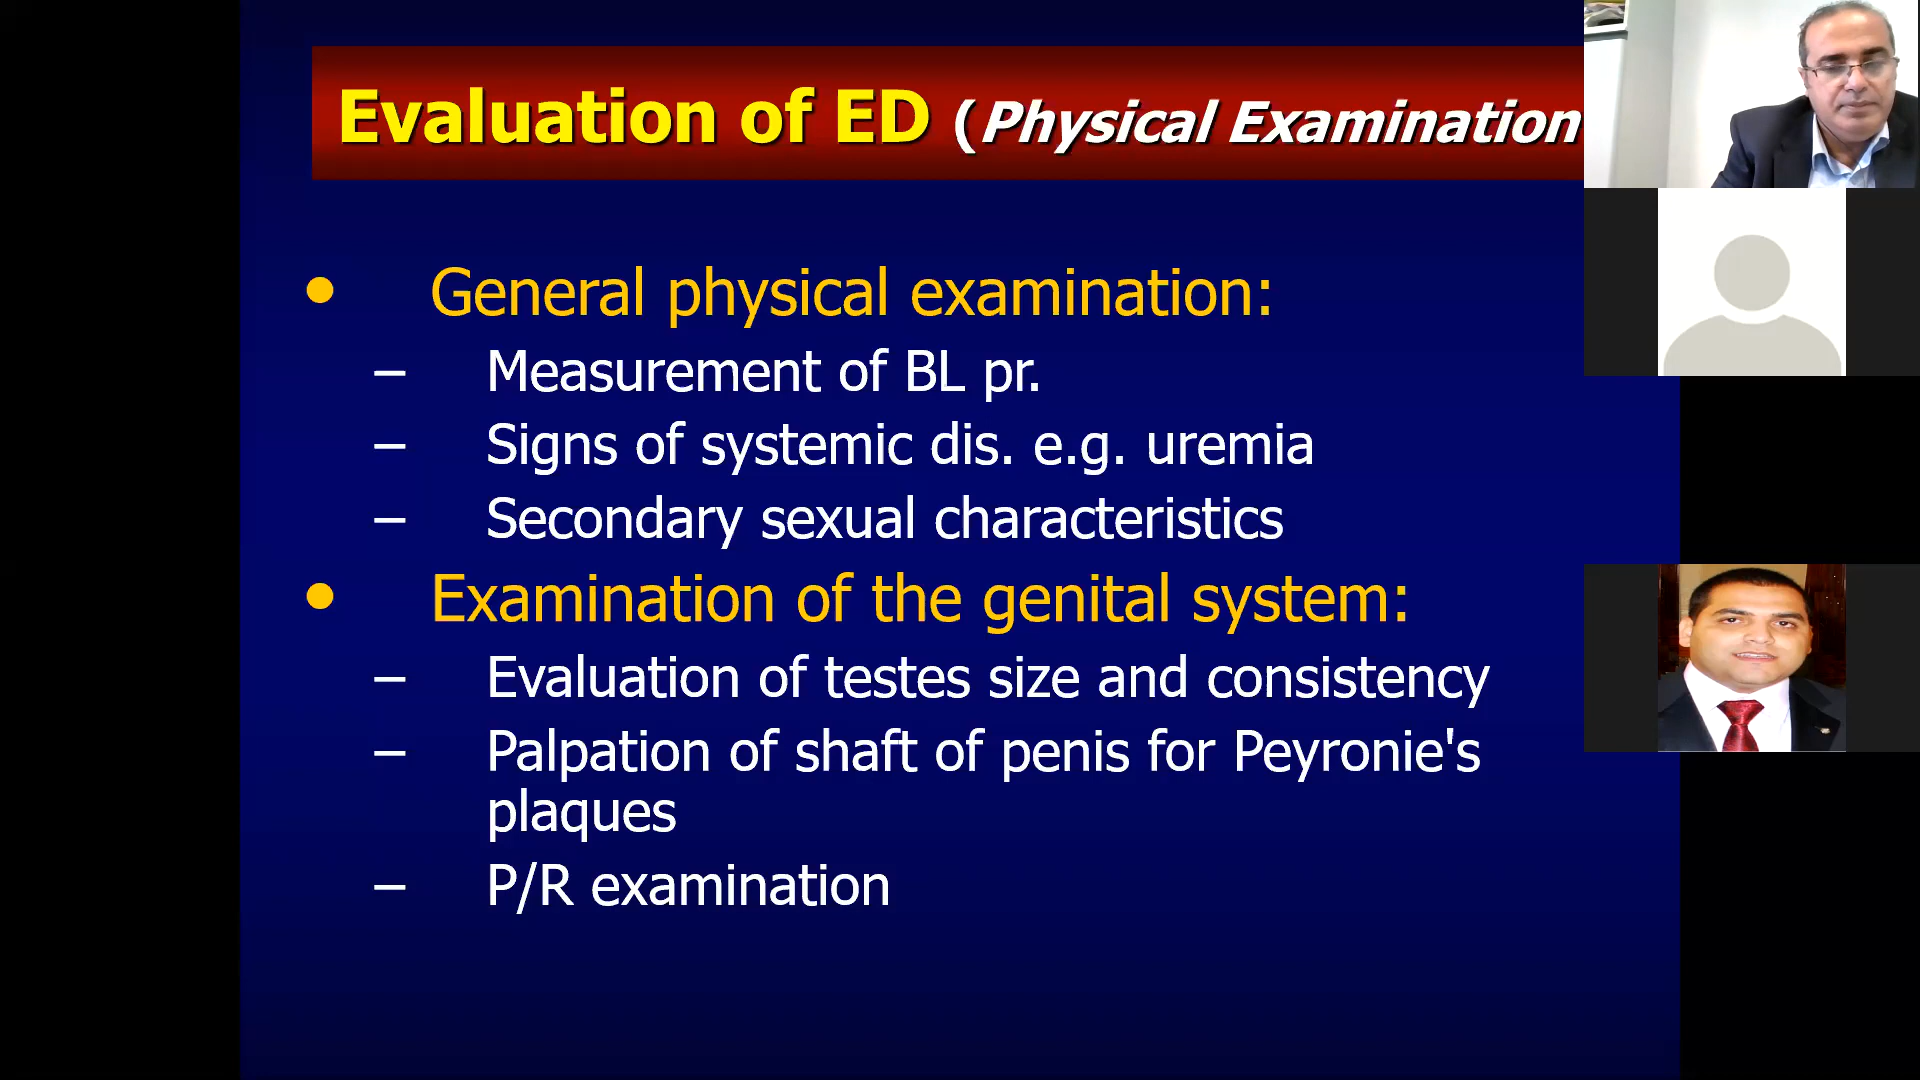 Evaluation of ED (Physical Examination
• General physical examination:
– Measurement of BL pr.
– Signs of systemic dis. e.g. uremia
– Secondary sexual characteristics
• Examination of the genital system:
– Evaluation of testes size and consistency
– Palpation of shaft of penis for Peyronie's
plaques
– P/R examination